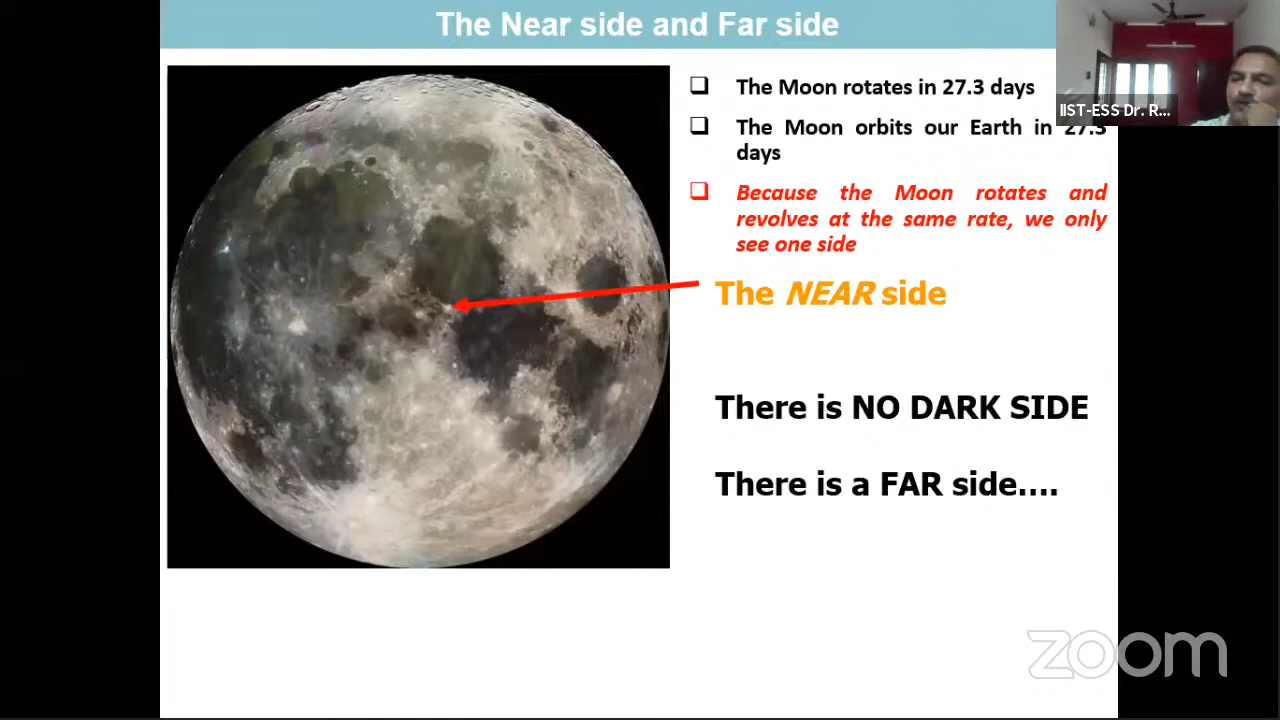 The Near side and Far side
The Moon rotates in 27.3 days
The Moon orbits our Earth in 27.3
days
Because the Moon rotates and
revolves at the same rate, we only
see one side
The NEAR side
There is NO DARK SIDE
There is a FAR side....
IIST-ESS Dr. R...
zoom